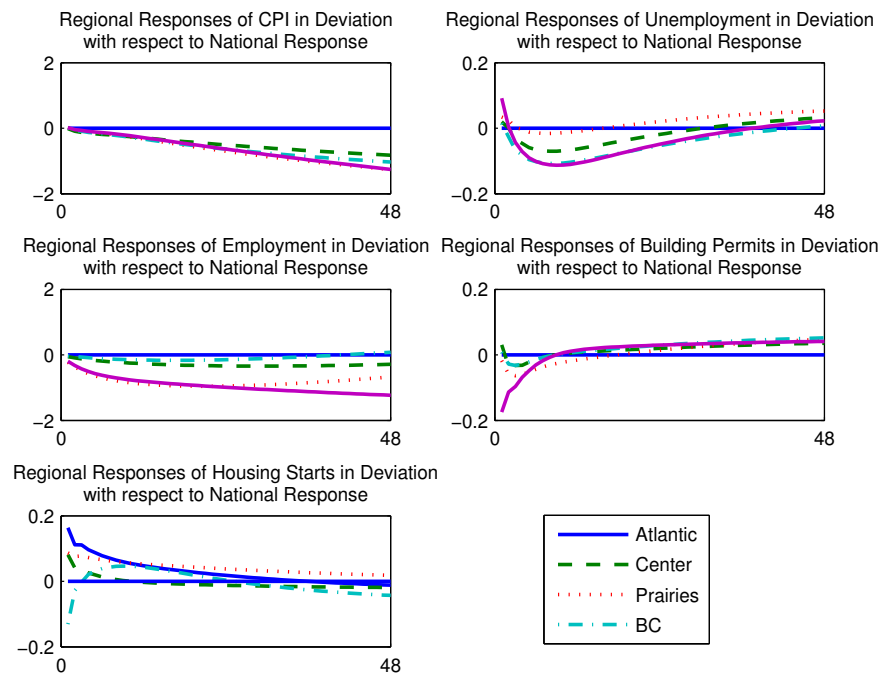 Regional Responses of CPI in Deviation
with respect to National Response
2
0
−2
0
48
Regional Responses of Unemployment in Deviation
with respect to National Response
0.2
0
−0.2
0
48
Regional Responses of Employment in Deviation
with respect to National Response
2
0
−2
0
48
Regional Responses of Building Permits in Deviation
with respect to National Response
0.2
0
−0.2
0
48
Regional Responses of Housing Starts in Deviation
with respect to National Response
0.2
0
−0.2
0
48
Atlantic
Center
Prairies
BC